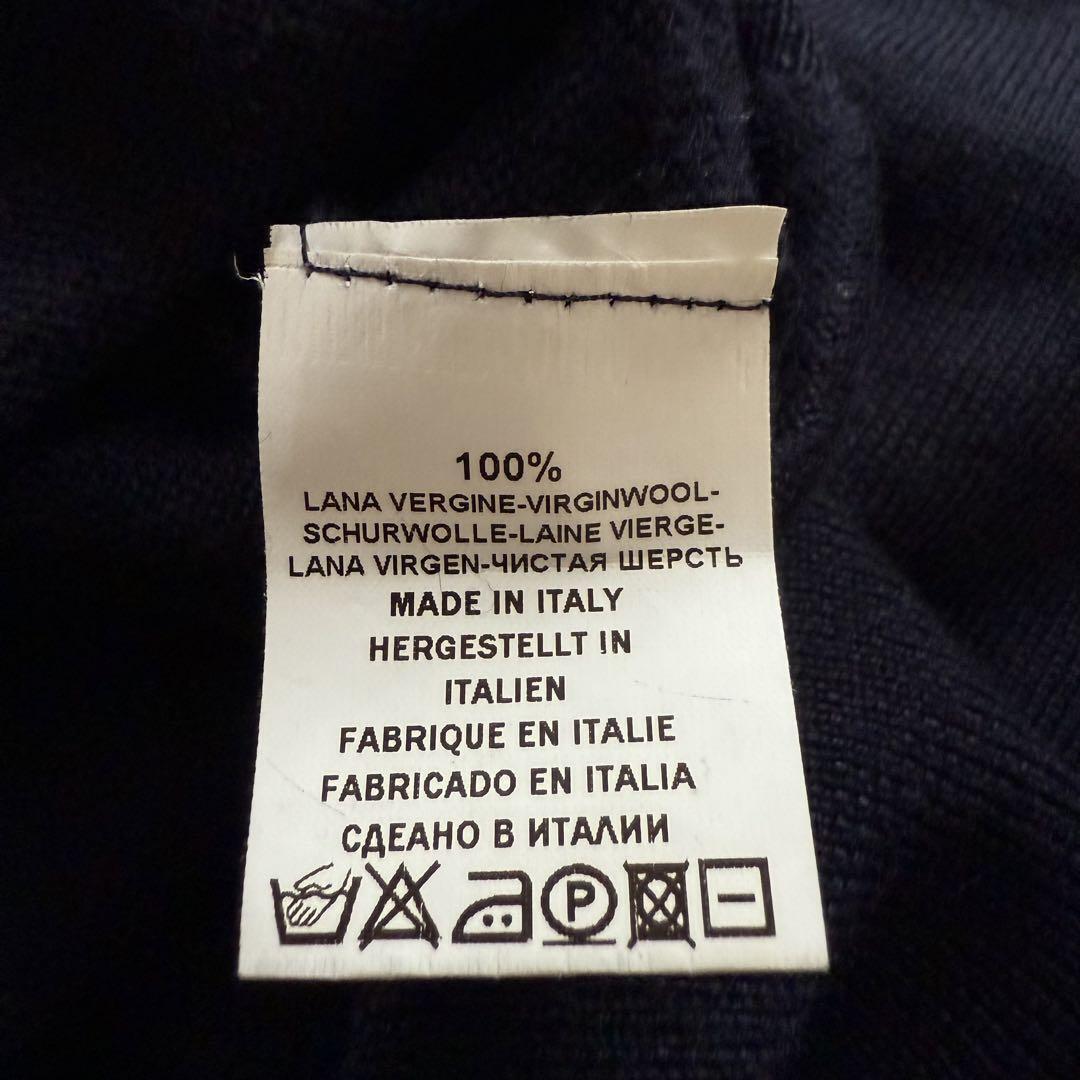 100%
LANA VERGINE-VIRGINWOOL-
SCHURWOLLE-LAINE VIERGE-
LANA VIRGEN-ЧИСТАЯ ШЕРСТЬ
MADE IN ITALY
HERGESTELLT IN
ITALIEN
FABRIQUE EN ITALIE
FABRICADO EN ITALIA
СДЕАНО В ИТАЛИИ
P